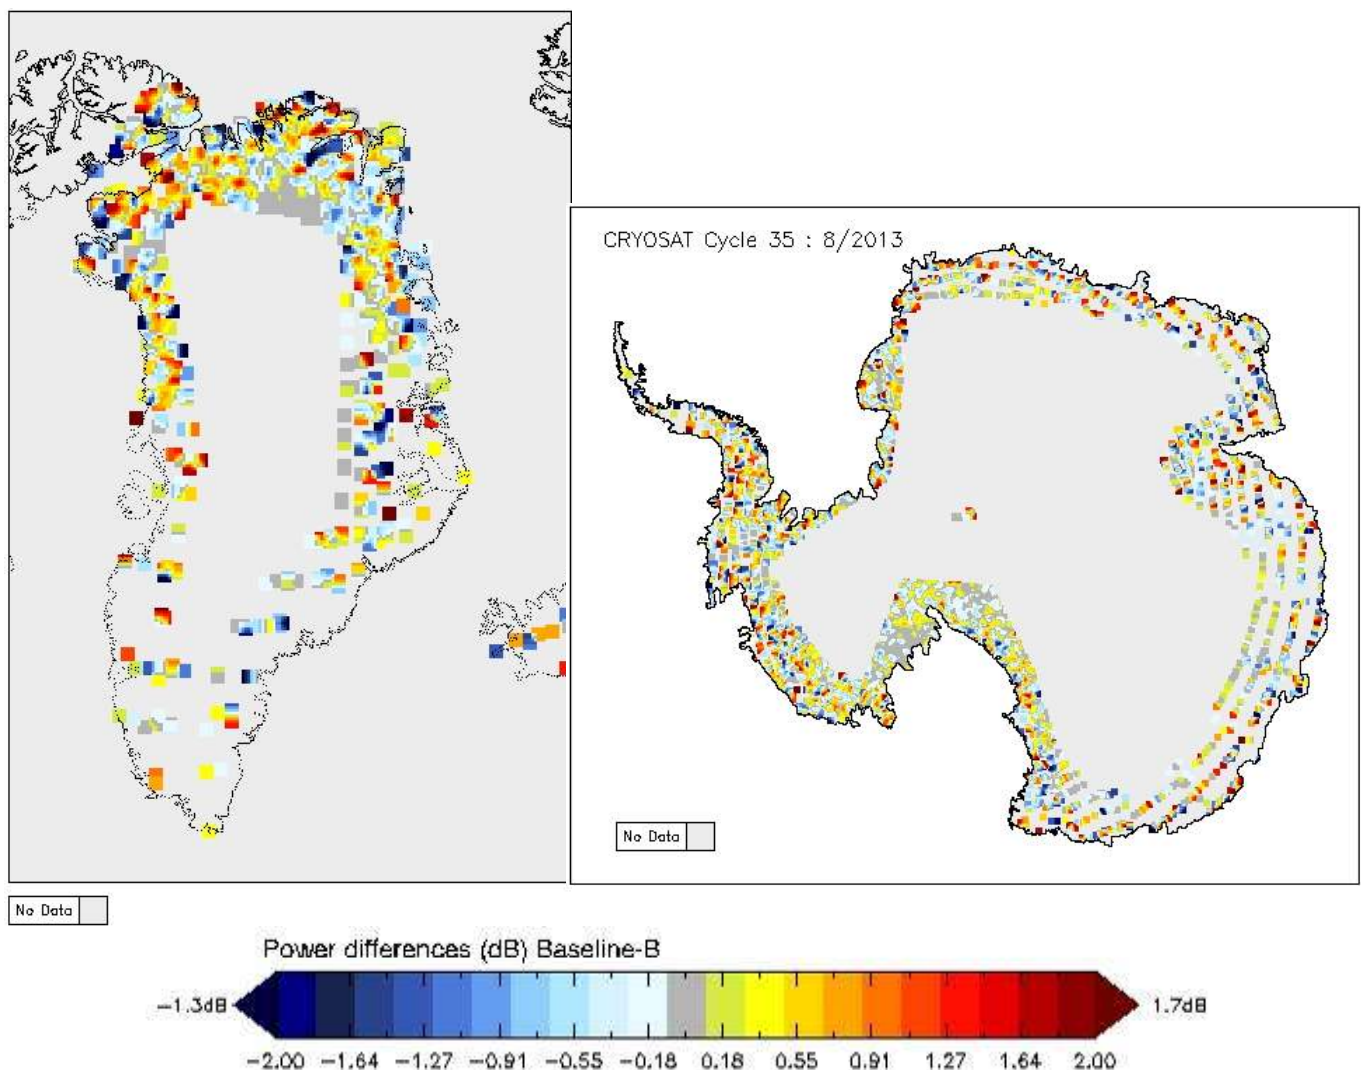 CRYOSAT Cycle 35 : 8/2013
No Data
No Data
Power differences (dB) Baseline-B
−1.3dB
1.7dB
−2.00 −1.64 −1.27 −0.91 −0.55 −0.18 0.18 0.55 0.91 1.27 1.64 2.00